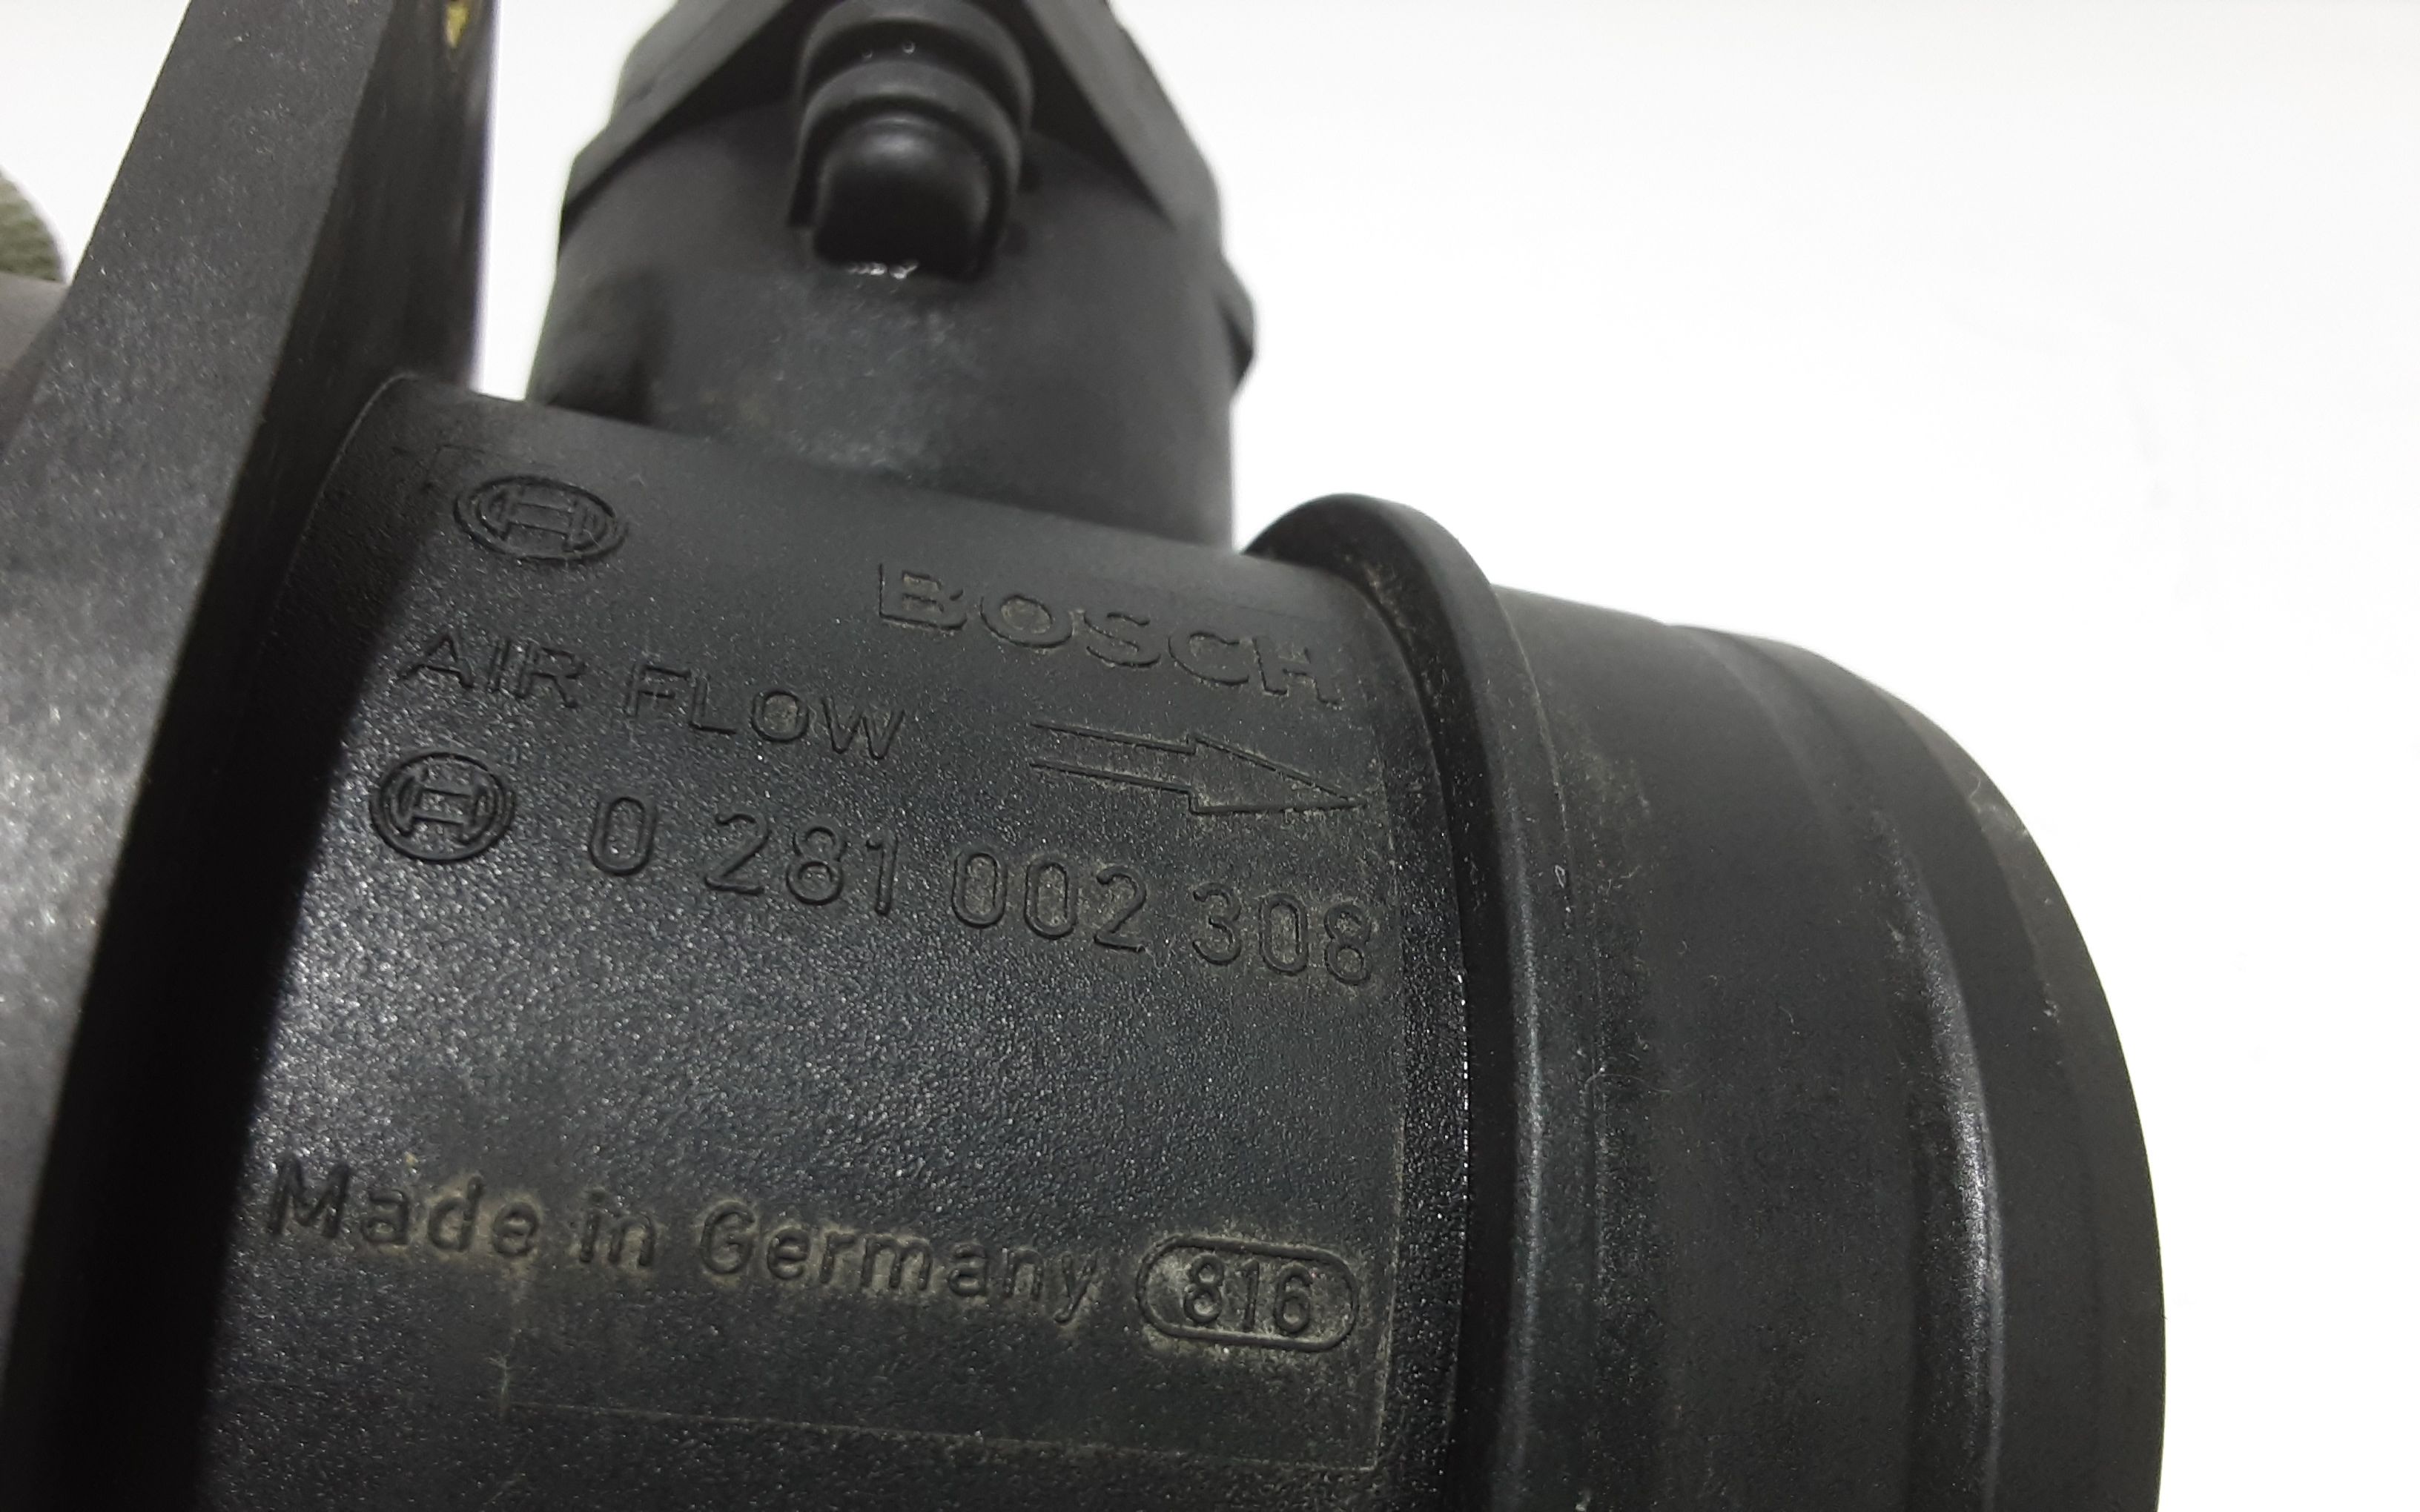 BOSCH
AIR FLOW
0 281 002 308
Made in Germany 816